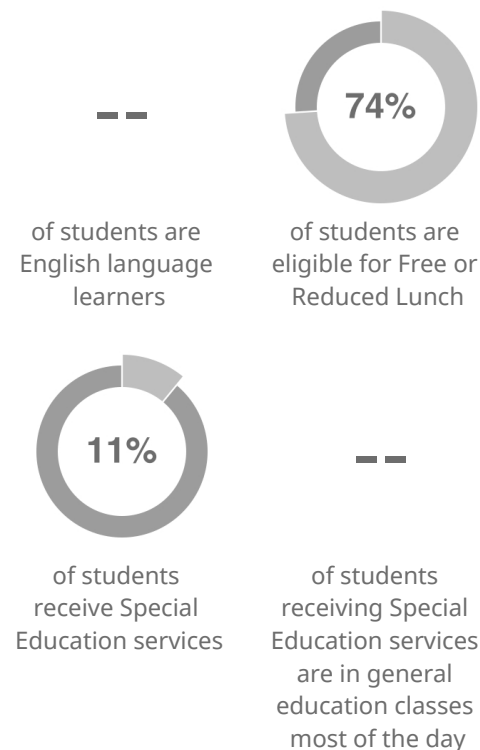 --
of students are
English language
learners
74%
of students are
eligible for Free or
Reduced Lunch
11%
of students
receive Special
Education services
--
of students
receiving Special
Education services
are in general
education classes
most of the day